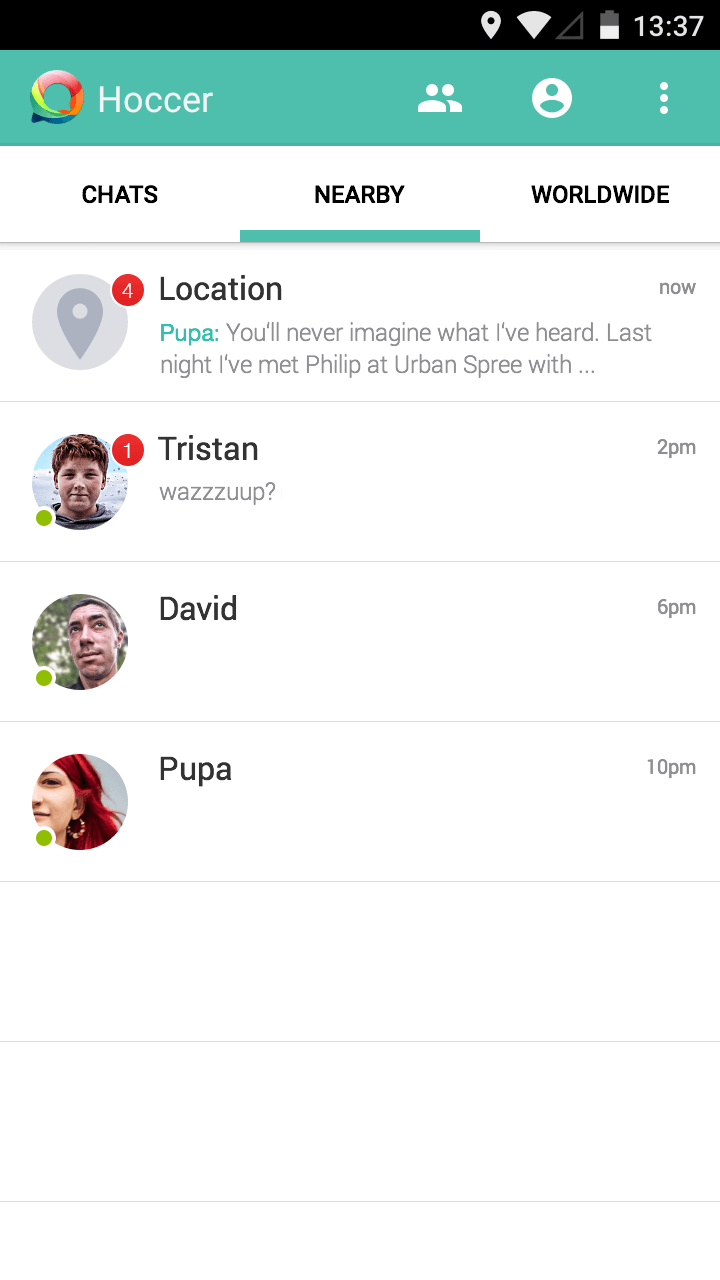 13:37
Hoccer
CHATS
NEARBY
WORLDWIDE
4
Location
now
Pupa: You‘ll never imagine what I‘ve heard. Last
night I‘ve met Philip at Urban Spree with ...
1
Tristan
2pm
wazzzuup?
David
6pm
Pupa
10pm